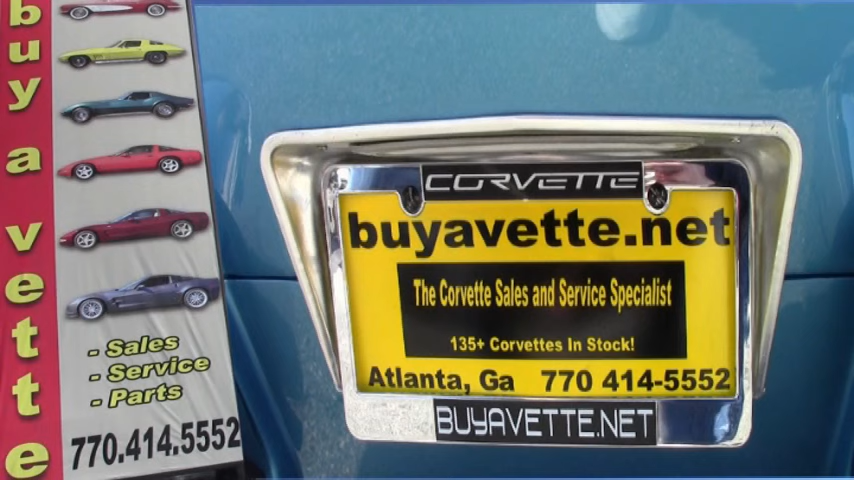 buy a vette
- Sales
- Service
- Parts
770.414.5552
CORVETTE
buyavette.net
The Corvette Sales and Service Specialist
135+ Corvettes In Stock!
Atlanta, Ga 770 414-5552
BUYAVETTE.NET